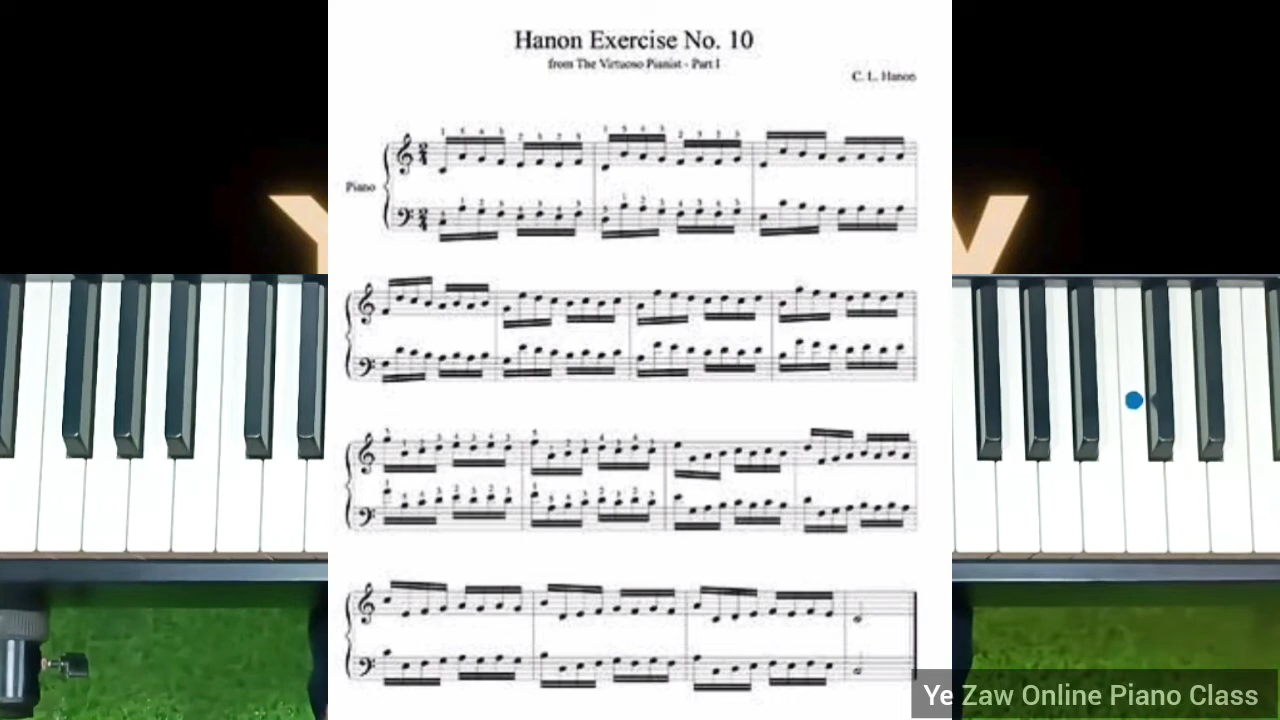 Hanon Exercise No. 10
from The Virtuoso Pianist - Part I
C. L. Hanon
Piano
Ye Zaw Online Piano Class